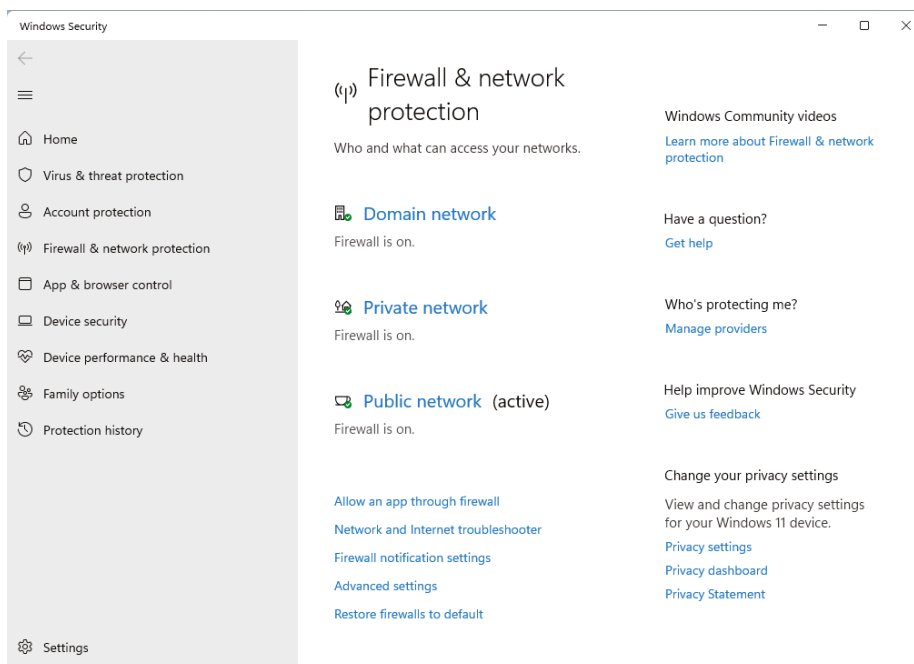 Windows Security
Home
Virus & threat protection
Account protection
Firewall & network protection
App & browser control
Device security
Device performance & health
Family options
Protection history
Settings
Firewall & network
protection
Who and what can access your networks.
Domain network
Firewall is on.
Private network
Firewall is on.
Public network (active)
Firewall is on.
Allow an app through firewall
Network and Internet troubleshooter
Firewall notification settings
Advanced settings
Restore firewalls to default
Windows Community videos
Learn more about Firewall & network
protection
Have a question?
Get help
Who's protecting me?
Manage providers
Help improve Windows Security
Give us feedback
Change your privacy settings
View and change privacy settings
for your Windows 11 device.
Privacy settings
Privacy dashboard
Privacy Statement